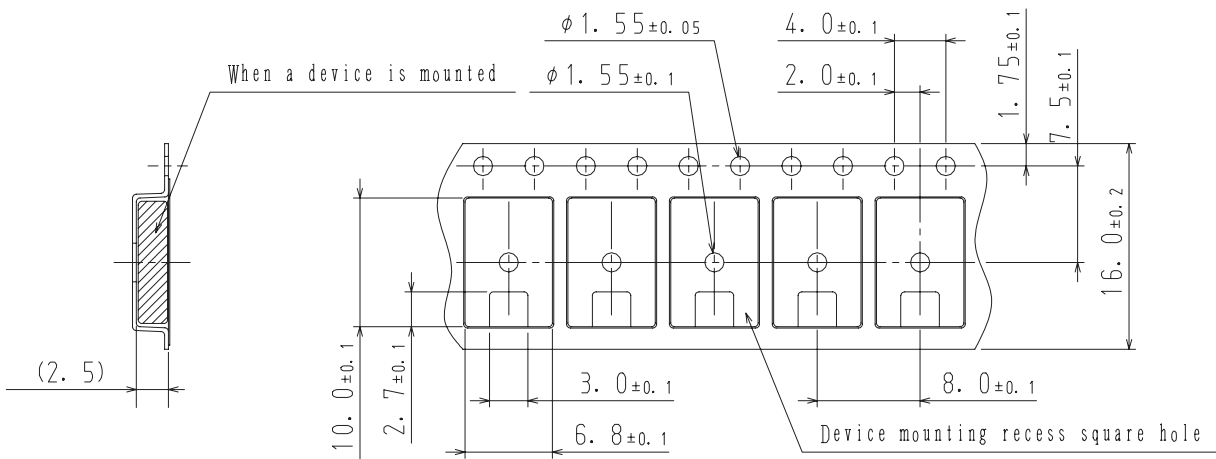 φ1.55±0.05
4.0±0.1
When a device is mounted
φ1.55±0.1
2.0±0.1
1.75±0.1
7.5±0.1
16.0±0.2
(2.5)
10.0±0.1
2.7±0.1
3.0±0.1
8.0±0.1
6.8±0.1
Device mounting recess square hole